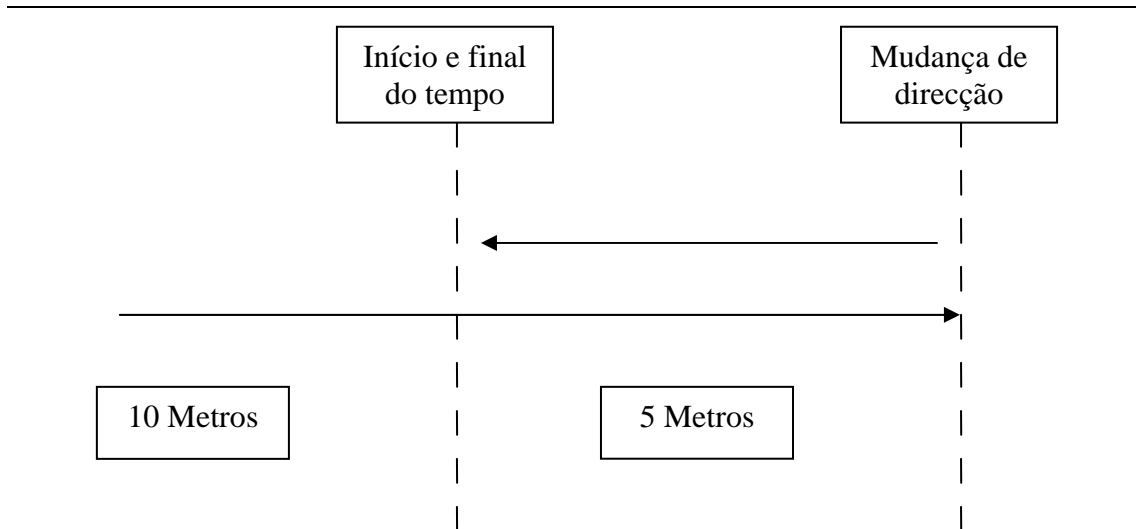 Início e final
do tempo
Mudança de
direcção
10 Metros
5 Metros